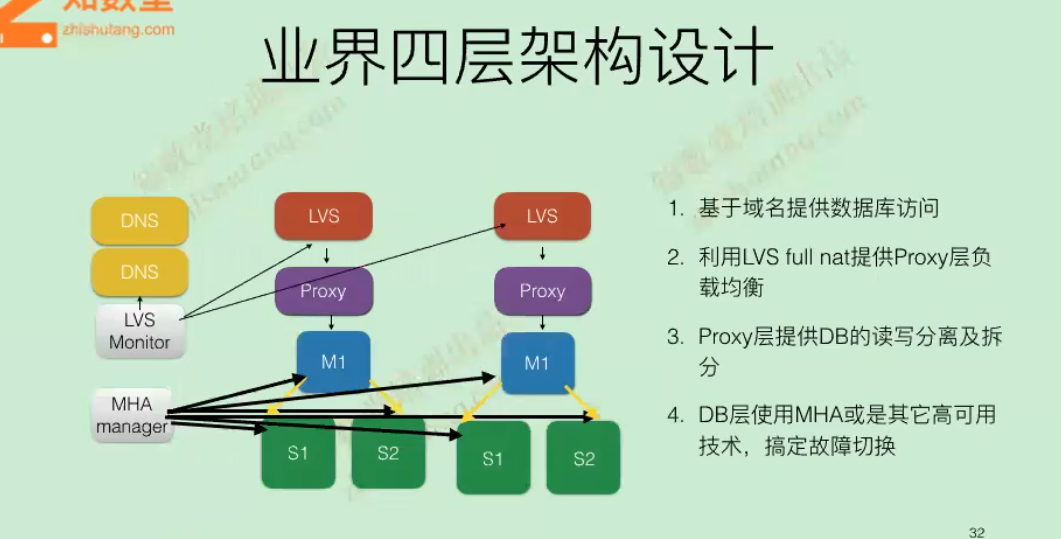 知数堂
zhishutang.com
业界四层架构设计
DNS
DNS
LVS
Monitor
MHA
manager
LVS
Proxy
M1
S1
S2
LVS
Proxy
M1
S1
S2
1. 基于域名提供数据库访问
2. 利用LVS full nat提供Proxy层负
载均衡
3. Proxy层提供DB的读写分离及拆
分
4. DB层使用MHA或是其它高可用
技术，搞定故障切换
32